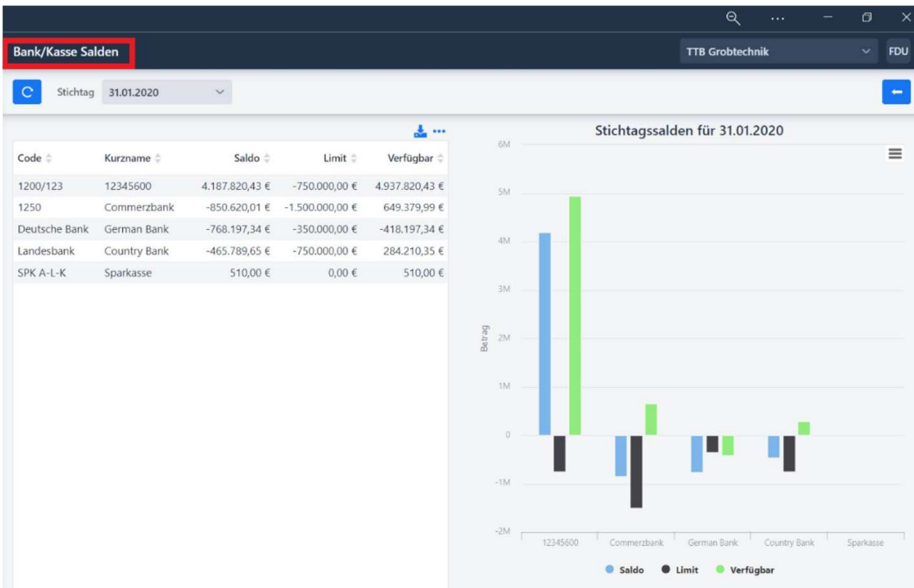 Bank/Kasse Salden
TTB Grobtechnik
FDU
Stichtag 31.01.2020
Code Kurzname Saldo Limit Verfügbar
1200/123 12345600 4.187.820,43 € -750.000,00 € 4.937.820,43 €
1250 Commerzbank -850.620,01 € -1.500.000,00 € 649.379,99 €
Deutsche Bank German Bank -768.197,34 € -350.000,00 € -418.197,34 €
Landesbank Country Bank -465.789,65 € -750.000,00 € 284.210,35 €
SPK A-L-K Sparkasse 510,00 € 0,00 € 510,00 €
Stichtagssalden für 31.01.2020
6M
5M
4M
3M
2M
1M
0
-1M
-2M
Betrag
12345600 Commerzbank German Bank Country Bank Sparkasse
Saldo Limit Verfügbar